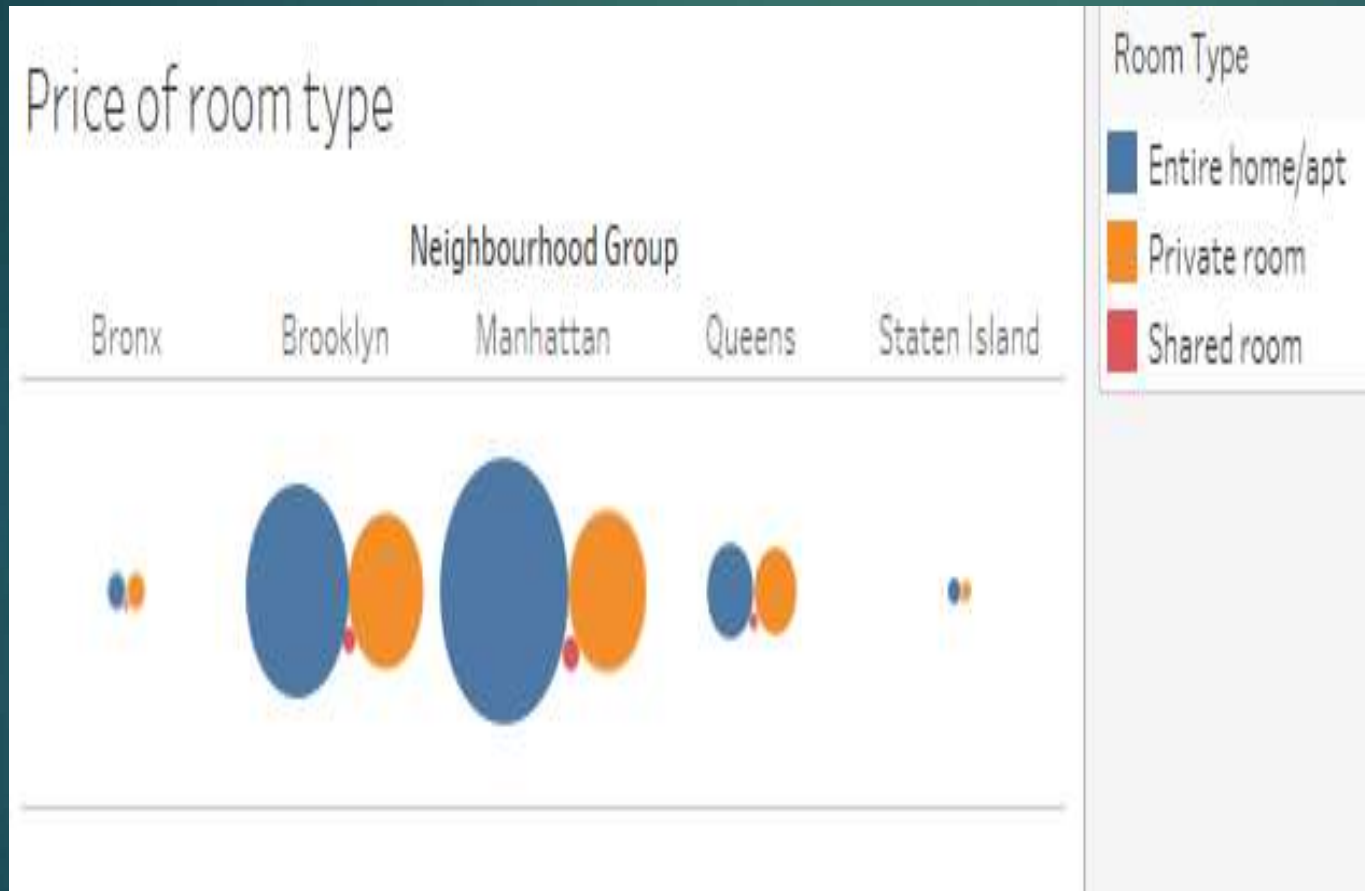 Price of room type
Neighbourhood Group
Bronx Brooklyn Manhattan Queens Staten Island
Room Type
Entire home/apt
Private room
Shared room